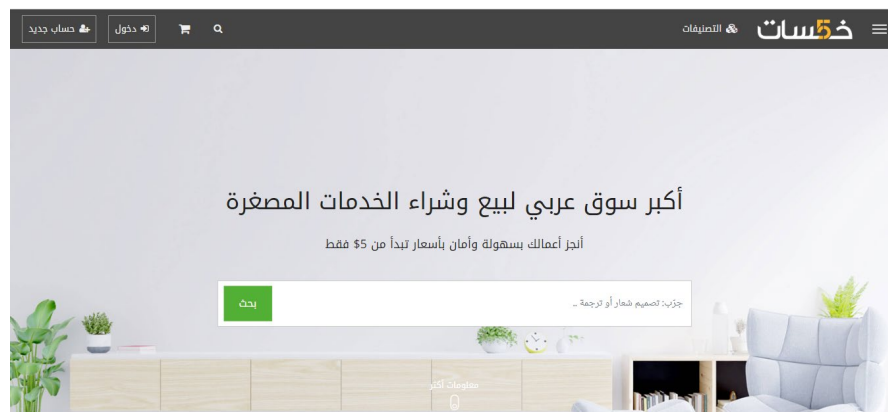 خمسات
التصنيفات
دخول
حساب جديد
أكبر سوق عربي لبيع وشراء الخدمات المصغرة
أنجز أعمالك بسهولة وأمان بأسعار تبدأ من 5$ فقط
جرّب: تصميم شعار أو ترجمة ..
بحث
معلومات أكثر